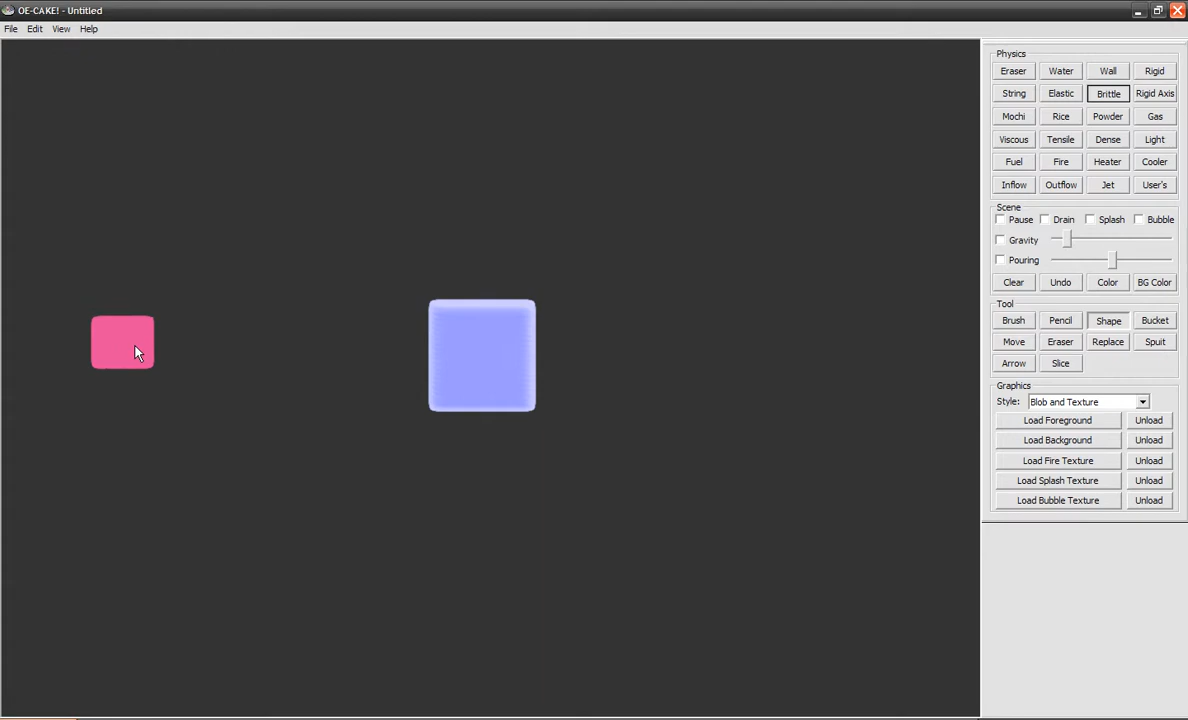 OE-CAKE! - Untitled
File Edit View Help
Physics
Eraser Water Wall Rigid
String Elastic Brittle Rigid Axis
Mochi Rice Powder Gas
Viscous Tensile Dense Light
Fuel Fire Heater Cooler
Inflow Outflow Jet User's
Scene
Pause Drain Splash Bubble
Gravity
Pouring
Clear Undo Color BG Color
Tool
Brush Pencil Shape Bucket
Move Eraser Replace Spuit
Arrow Slice
Graphics
Style: Blob and Texture
Load Foreground Unload
Load Background Unload
Load Fire Texture Unload
Load Splash Texture Unload
Load Bubble Texture Unload